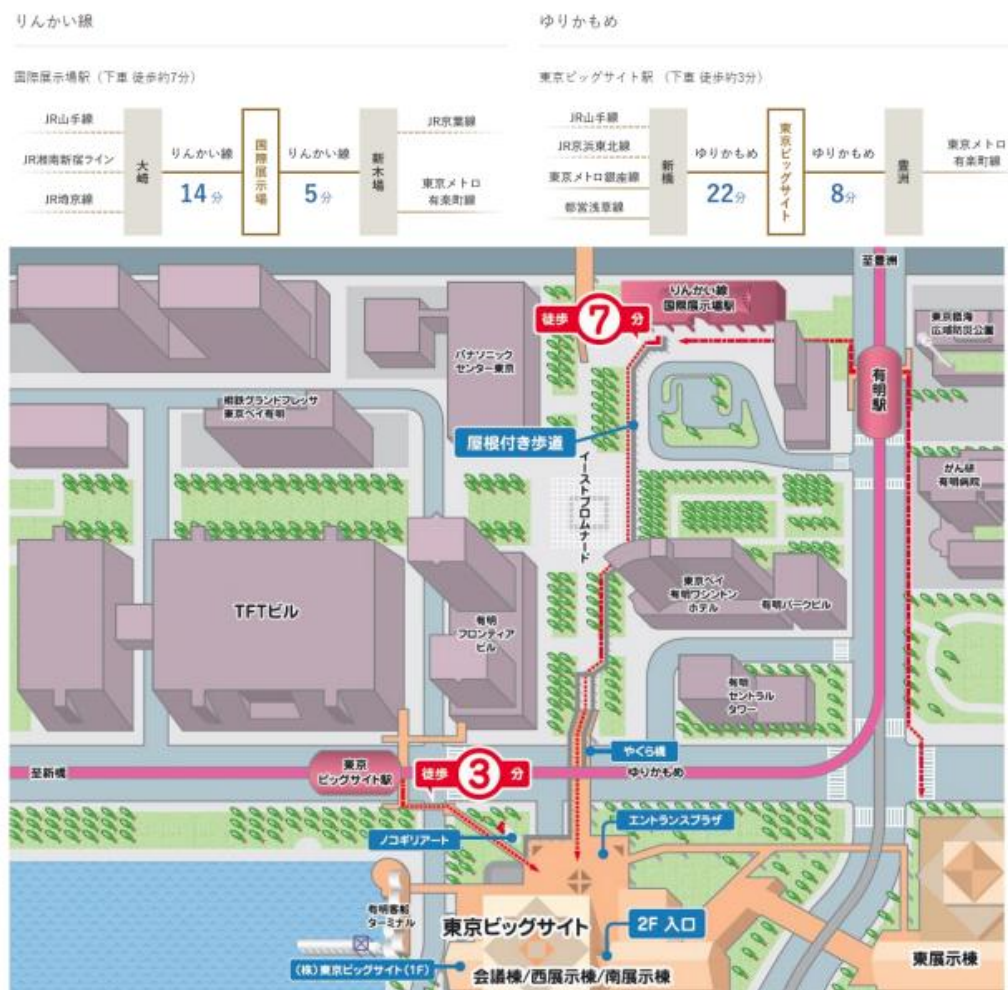 りんかい線
国際展示場駅（下車 徒歩約7分）
JR山手線
JR湘南新宿ライン
JR埼京線
大崎
りんかい線
14分
国際展示場
りんかい線
5分
新木場
JR京葉線
東京メトロ
有楽町線
ゆりかもめ
東京ビッグサイト駅 （下車 徒歩約3分）
JR山手線
JR京浜東北線
東京メトロ銀座線
都営浅草線
新橋
ゆりかもめ
22分
東京ビッグサイト
ゆりかもめ
8分
豊洲
東京メトロ
有楽町線
至豊洲
りんかい線
国際展示場駅
徒歩 7 分
東京臨海
広域防災公園
パナソニック
センター東京
有明駅
相鉄グランドフレッサ
東京ベイ有明
屋根付き歩道
イーストプロムナード
がん研
有明病院
TFTビル
有明
フロンティア
ビル
東京ベイ
有明ワシントン
ホテル
有明パークビル
有明
セントラル
タワー
やぐら橋
至新橋
東京
ビッグサイト駅
徒歩 3 分
ゆりかもめ
ノコギリアート
エントランスプラザ
有明客船
ターミナル
東京ビッグサイト
2F 入口
(株)東京ビッグサイト(1F)
会議棟/西展示棟/南展示棟
東展示棟